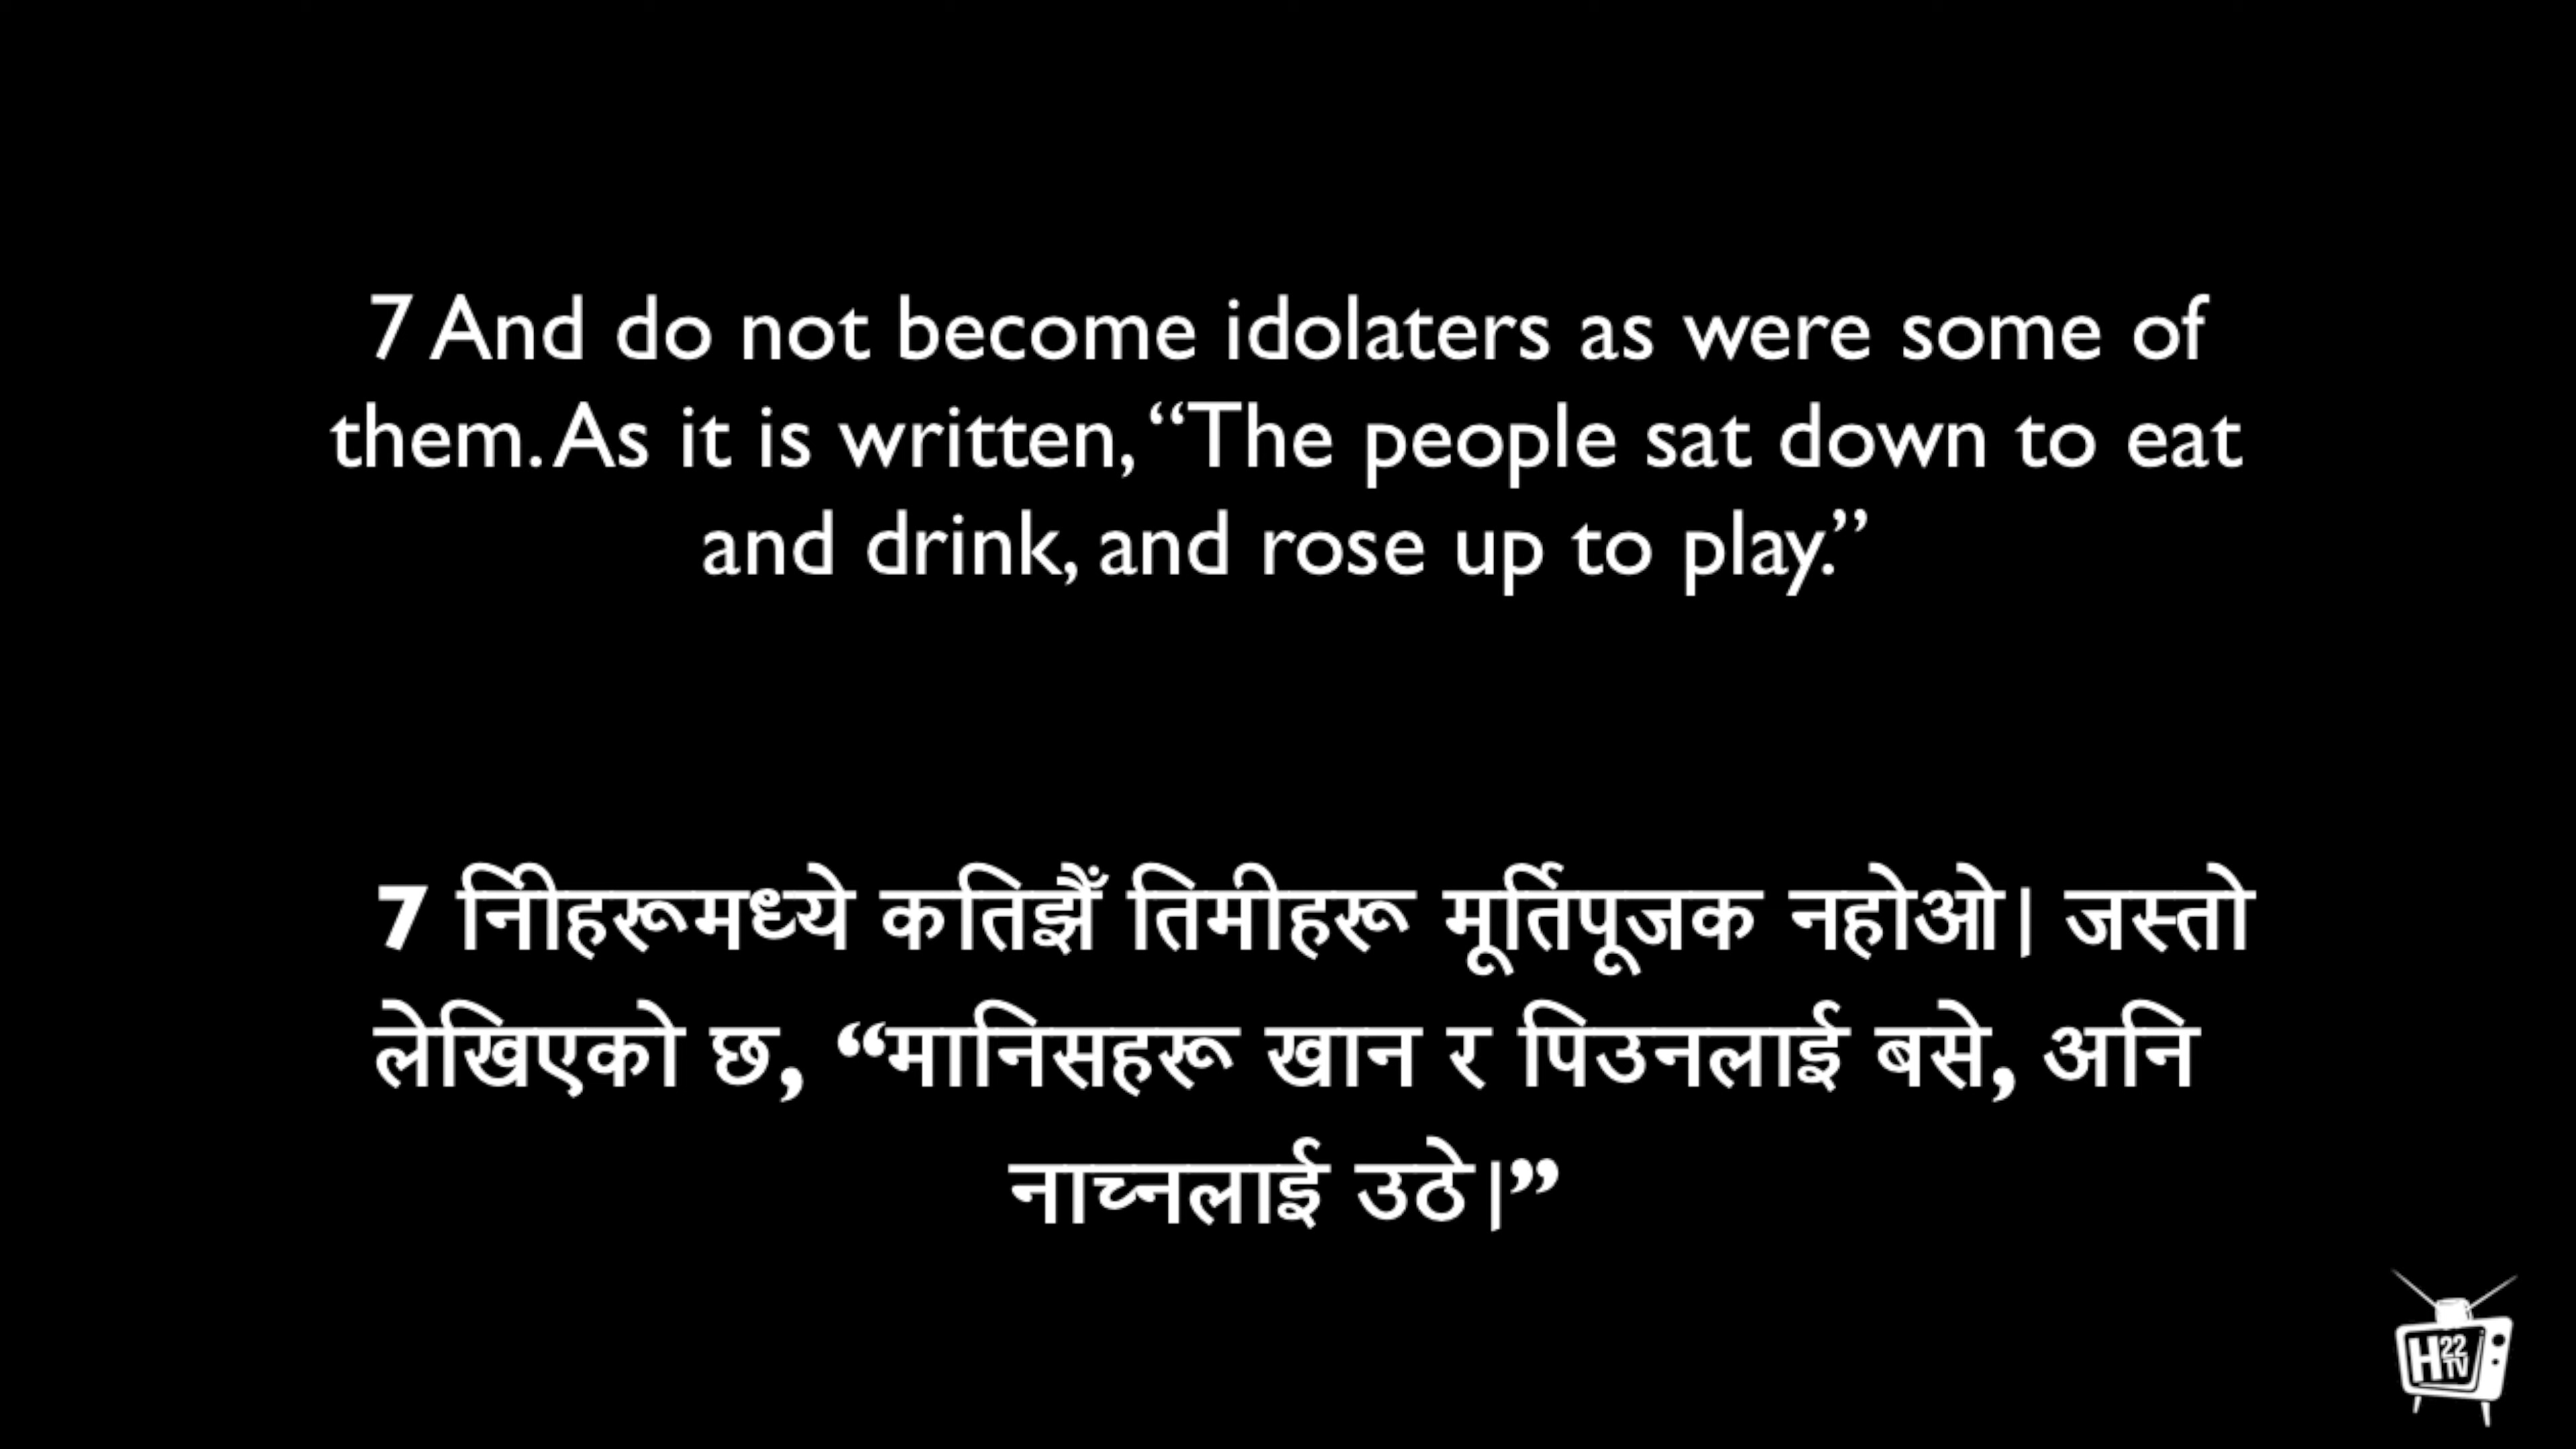 7 And do not become idolaters as were some of
them. As it is written, “The people sat down to eat
and drink, and rose up to play.”
7 निीहरूमध्ये कतिझैँ तिमीहरू मूर्तिपूजक नहोओ। जस्तो
लेखिएको छ, “मानिसहरू खान र पिउनलाई बसे, अनि
नाच्नलाई उठे।”
H22 TV